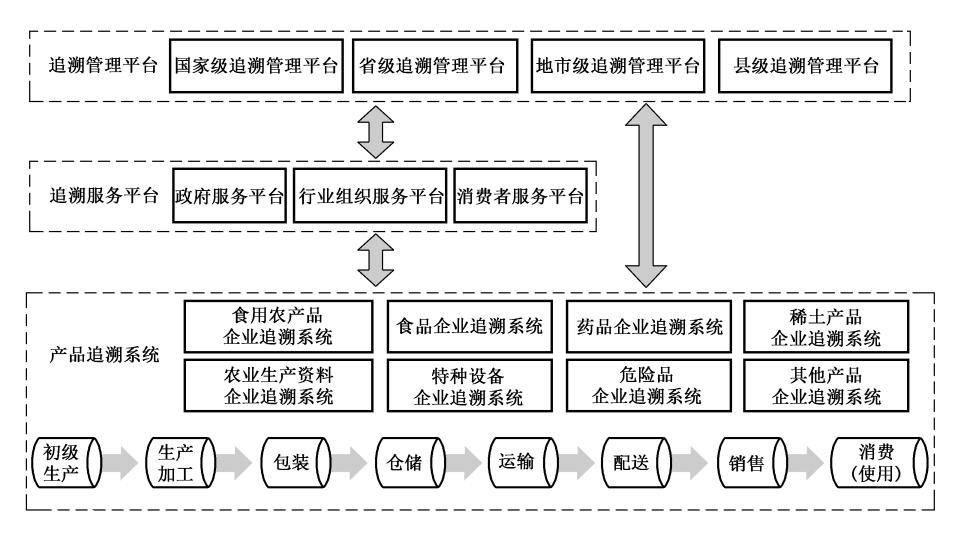 追溯管理平台
国家级追溯管理平台
省级追溯管理平台
地市级追溯管理平台
县级追溯管理平台
追溯服务平台
政府服务平台
行业组织服务平台
消费者服务平台
产品追溯系统
食用农产品
企业追溯系统
食品企业追溯系统
药品企业追溯系统
稀土产品
企业追溯系统
农业生产资料
企业追溯系统
特种设备
企业追溯系统
危险品
企业追溯系统
其他产品
企业追溯系统
初级
生产
生产
加工
包装
仓储
运输
配送
销售
消费
（使用）